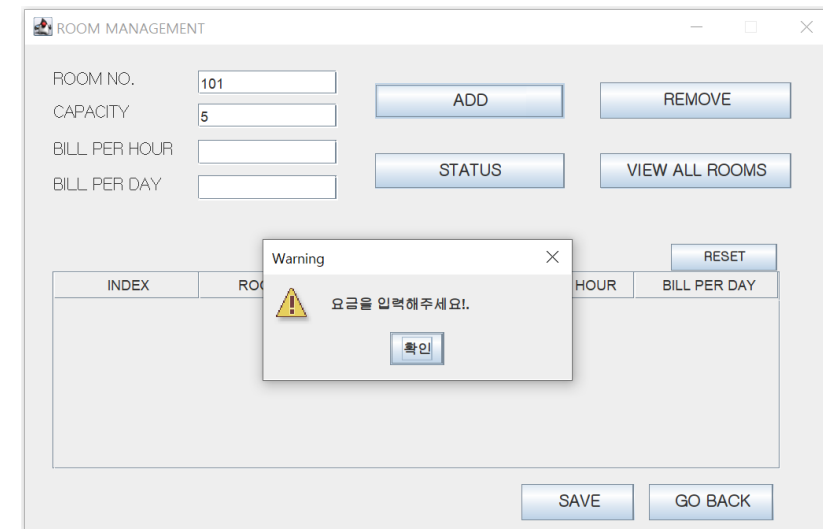 ROOM MANAGEMENT
ROOM NO. 101
CAPACITY 5
ADD REMOVE
BILL PER HOUR
BILL PER DAY
STATUS VIEW ALL ROOMS
RESET
Warning
요금을 입력해주세요!.
확인
INDEX ROO HOUR BILL PER DAY
SAVE GO BACK